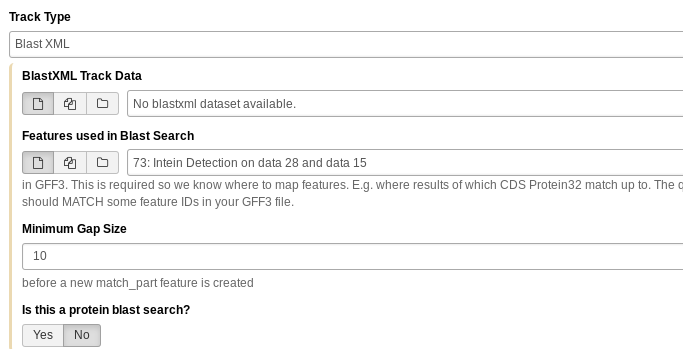 Track Type
Blast XML
BlastXML Track Data
No blastxml dataset available.
Features used in Blast Search
73: Intein Detection on data 28 and data 15
in GFF3. This is required so we know where to map features. E.g. where results of which CDS Protein32 match up to. The q
should MATCH some feature IDs in your GFF3 file.
Minimum Gap Size
10
before a new match_part feature is created
Is this a protein blast search?
Yes No